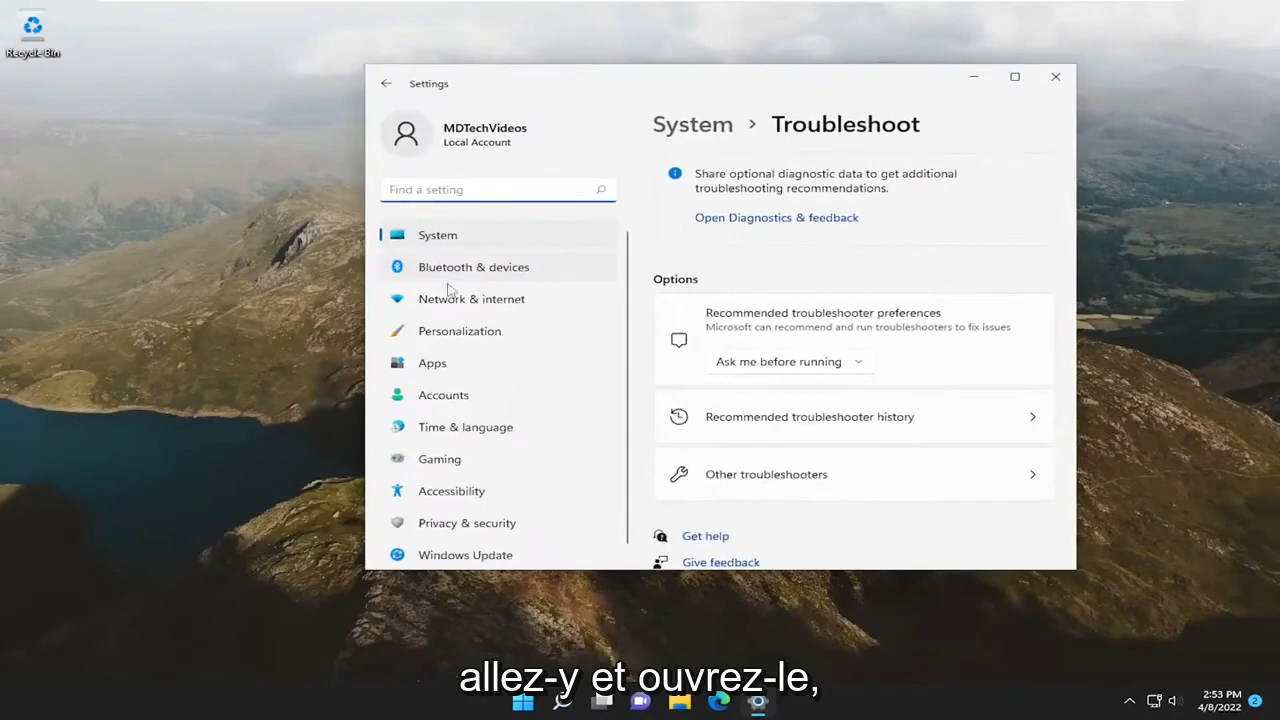 Recycle Bin
Settings
MDTechVideos
Local Account
Find a setting
System
Bluetooth & devices
Network & internet
Personalization
Apps
Accounts
Time & language
Gaming
Accessibility
Privacy & security
Windows Update
System > Troubleshoot
Share optional diagnostic data to get additional
troubleshooting recommendations.
Open Diagnostics & feedback
Options
Recommended troubleshooter preferences
Microsoft can recommend and run troubleshooters to fix issues
Ask me before running
Recommended troubleshooter history
Other troubleshooters
Get help
Give feedback
allez-y et ouvrez-le,
2:53 PM
4/8/2022
2